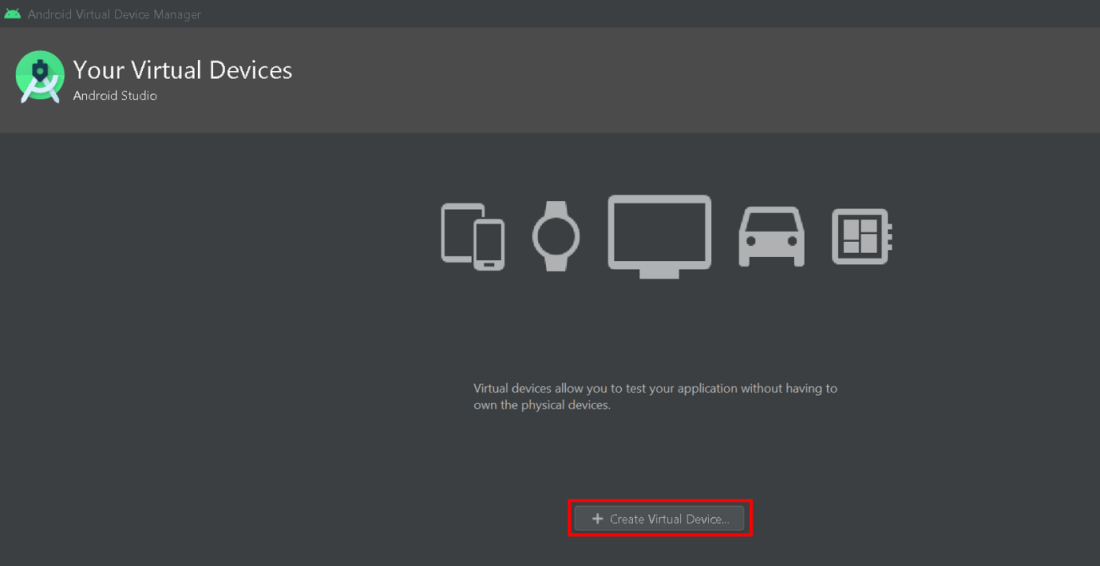 Android Virtual Device Manager
Your Virtual Devices
Android Studio
Virtual devices allow you to test your application without having to
own the physical devices.
+ Create Virtual Device...